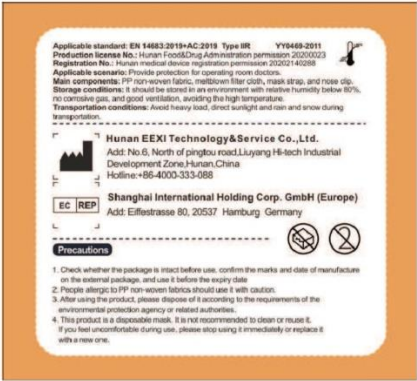 Applicable standard: EN 14683:2019+AC:2019 Type IIR YY0469-2011
Production license No.: Hunan Food&Drug Administration permission 20200023
Registration No.: Hunan medical device registration permission 20202140288
Applicable scenario: Provide protection for operating room doctors.
Main components: PP non-woven fabric, meltblown filter cloth, mask strap, and nose clip.
Storage conditions: It should be stored in an environment with relative humidity below 80%,
no corrosive gas, and good ventilation, avoiding the high temperature.
Transportation conditions: Avoid heavy load, direct sunlight and rain and snow during
transportation.
Hunan EEXI Technology&Service Co.,Ltd.
Add: No.6, North of pingtou road,Liuyang Hi-tech Industrial
Development Zone,Hunan,China
Hotline:+86-4000-333-088
EC REP
Shanghai International Holding Corp. GmbH (Europe)
Add: Eiffestrasse 80, 20537 Hamburg Germany
2
Precautions
1. Check whether the package is intact before use, confirm the marks and date of manufacture
on the external package, and use it before the expiry date
2. People allergic to PP non-woven fabrics should use it with caution.
3. After using the product, please dispose of it according to the requirements of the
environmental protection agency or related authorities.
4. This product is a disposable mask. It is not recommended to clean or reuse it.
If you feel uncomfortable during use, please stop using it immediately or replace it
with a new one.